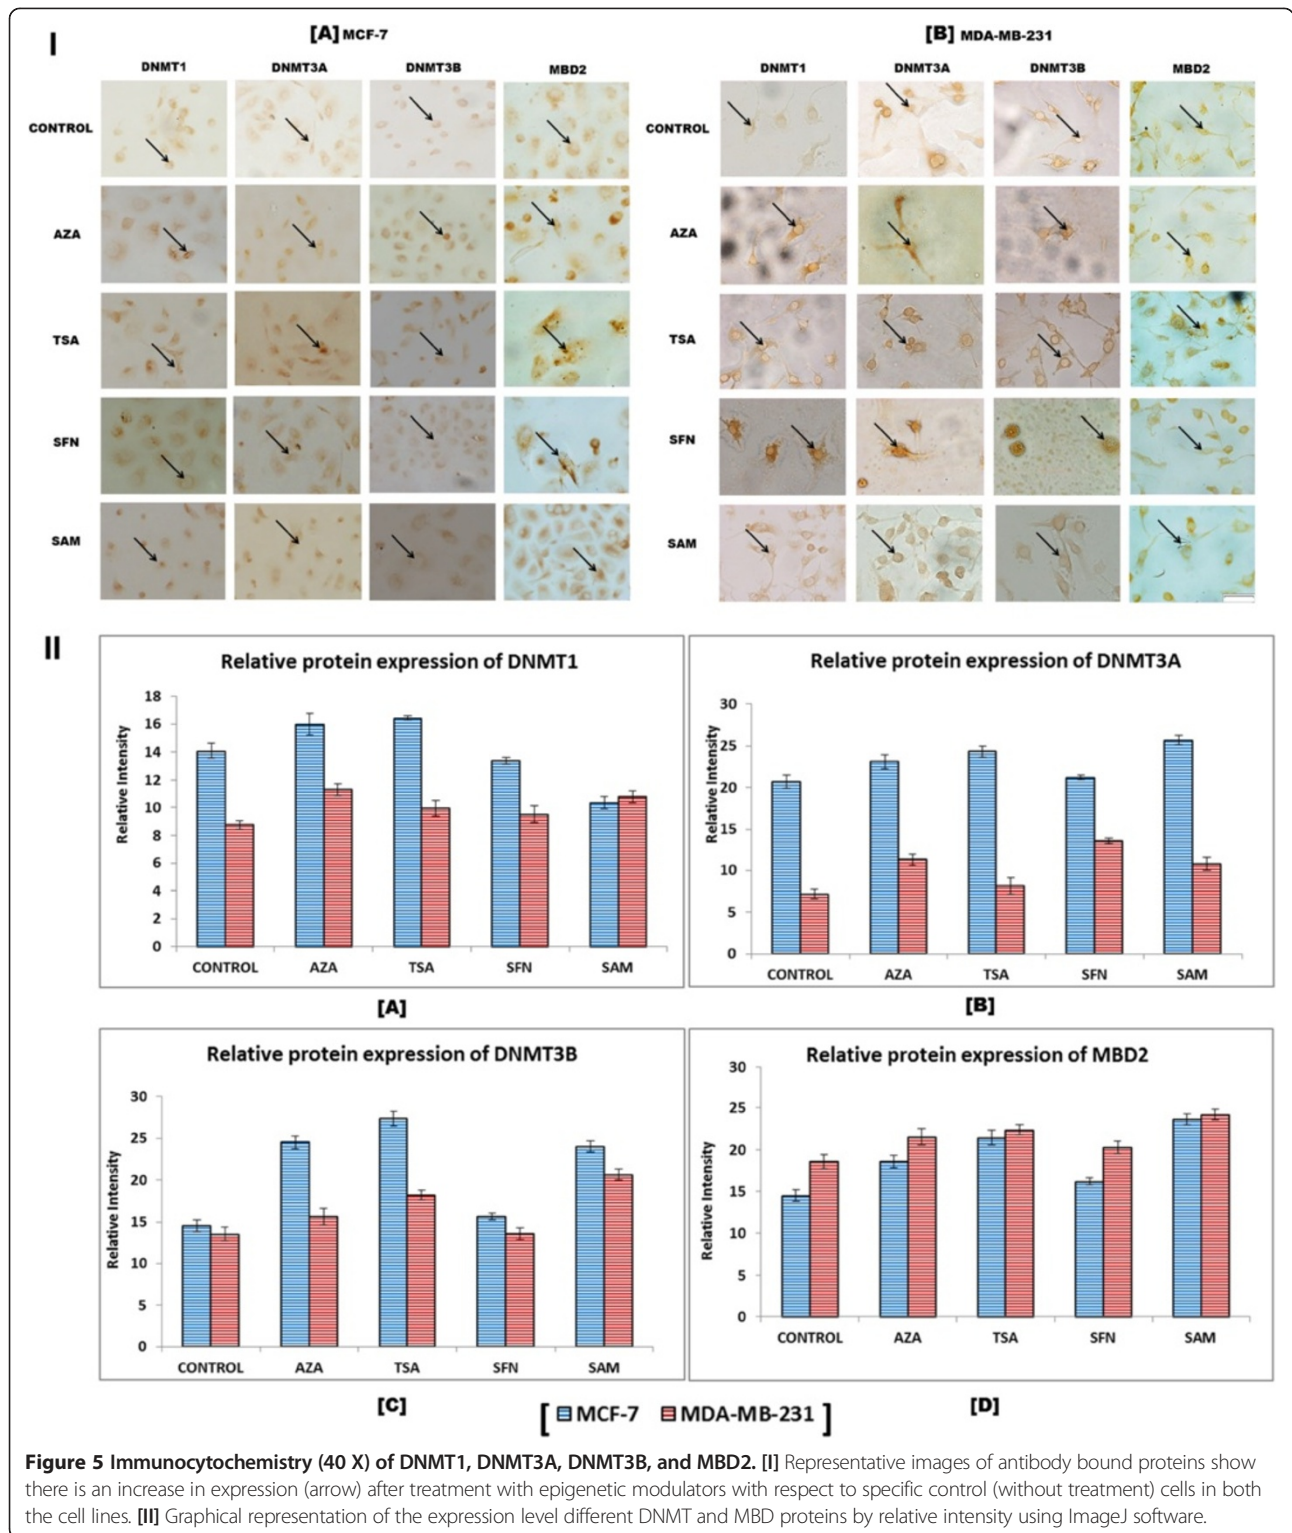 I
[A] MCF-7
[B] MDA-MB-231
DNMT1 DNMT3A DNMT3B MBD2
DNMT1 DNMT3A DNMT3B MBD2
CONTROL
AZA
TSA
SFN
SAM
CONTROL
AZA
TSA
SFN
SAM
II
Relative protein expression of DNMT1
Relative Intensity
18
16
14
12
10
8
6
4
2
0
CONTROL AZA TSA SFN SAM
[A]
Relative protein expression of DNMT3A
Relative Intensity
30
25
20
15
10
5
0
CONTROL AZA TSA SFN SAM
[B]
Relative protein expression of DNMT3B
Relative Intensity
30
25
20
15
10
5
0
CONTROL AZA TSA SFN SAM
[C]
Relative protein expression of MBD2
Relative Intensity
30
25
20
15
10
5
0
CONTROL AZA TSA SFN SAM
[D]
[ MCF-7 MDA-MB-231 ]
Figure 5 Immunocytochemistry (40 X) of DNMT1, DNMT3A, DNMT3B, and MBD2. [I] Representative images of antibody bound proteins show
there is an increase in expression (arrow) after treatment with epigenetic modulators with respect to specific control (without treatment) cells in both
the cell lines. [II] Graphical representation of the expression level different DNMT and MBD proteins by relative intensity using ImageJ software.